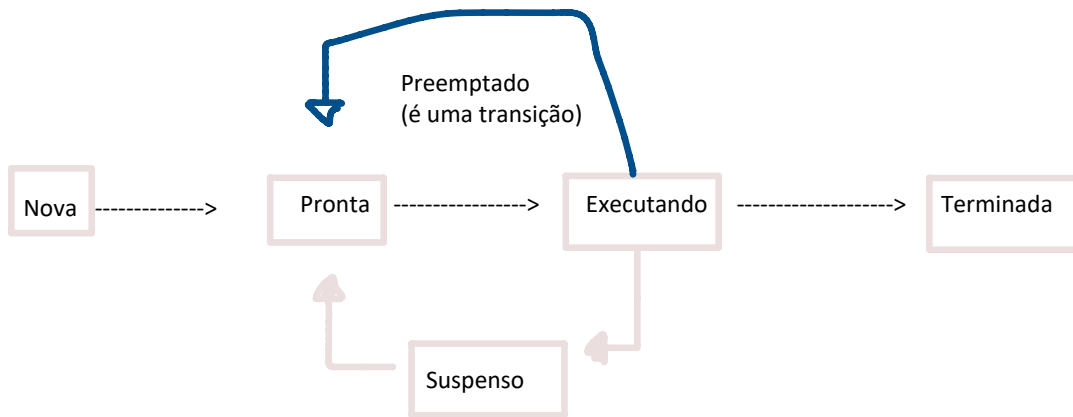 Preemptado
(é uma transição)
Nova -------------> Pronta ----------------> Executando -------------------> Terminada
Suspenso